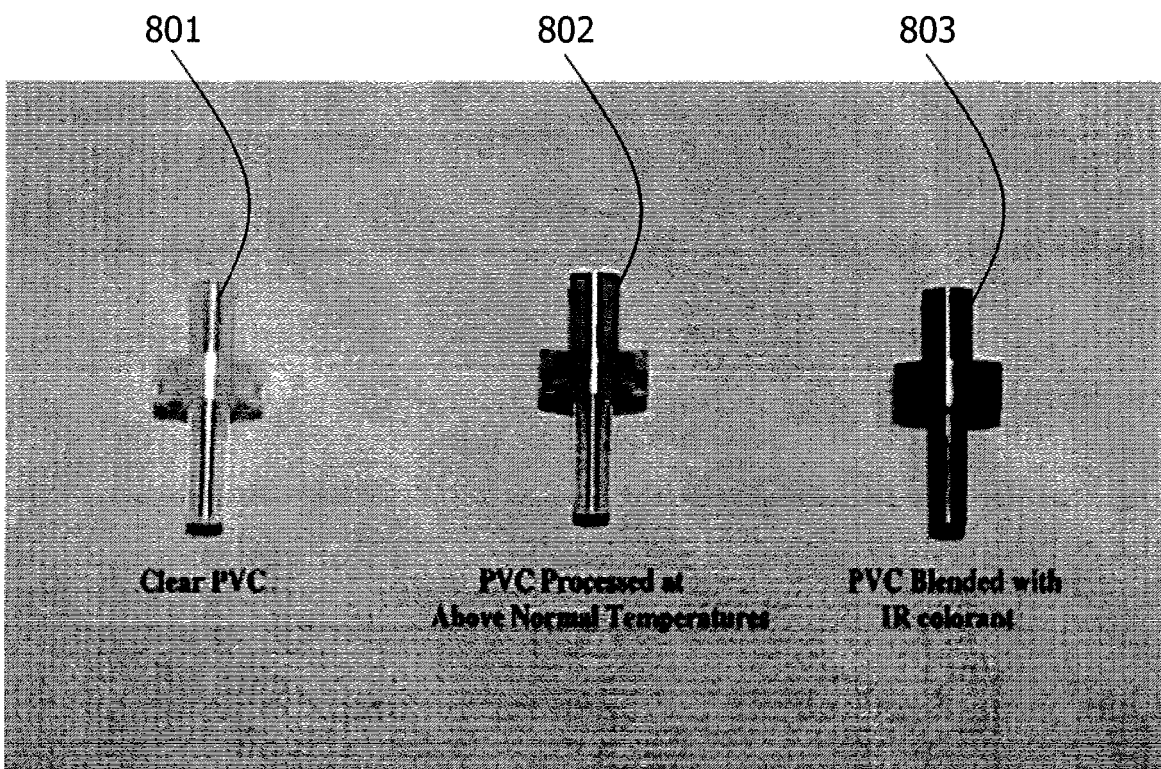 801
802
803
Clear PVC
PVC Processed at
Above Normal Temperatures
PVC Blended with
IR colorant